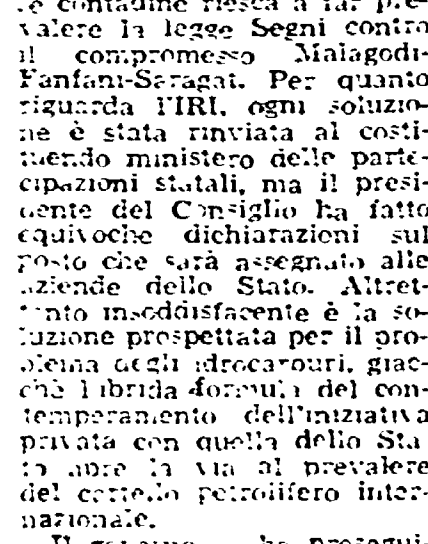 le contadine riesca a far pre-
valere la legge Segni contro
il compromesso Malagodi-
Fanfani-Saragat. Per quanto
riguarda l'IRI, ogni soluzio-
ne è stata rinviata al costi-
tuendo ministero delle parte-
cipazioni statali, ma il presi-
dente del Consiglio ha fatto
equivoche dichiarazioni sul
posto che sarà assegnato alle
aziende dello Stato. Altret-
tanto insoddisfacente è la so-
luzione prospettata per il pro-
blema degli idrocarburi, giac-
chè l'ibrida formula del con-
temperamento dell'iniziativa
privata con quella dello Sta-
to apre la via al prevalere
del cartello petrolifero inter-
nazionale.
Il ha prosegui-